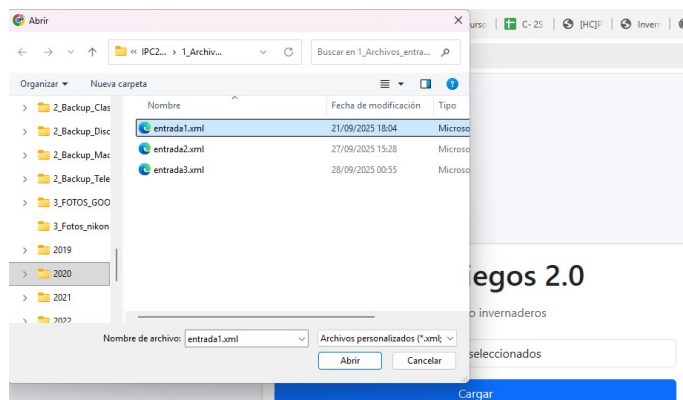 Abrir
« IPC2... › 1_Archiv...
Buscar en 1_Archivos_entra...
Organizar
Nueva carpeta
Nombre
Fecha de modificación
Tipo
2_Backup_Clas
2_Backup_Disc
2_Backup_Mac
2_Backup_Tele
3_FOTOS_GOO
3_Fotos_nikon
2019
2020
2021
2022
entrada1.xml 21/09/2025 18:04 Microso
entrada2.xml 27/09/2025 15:28 Microso
entrada3.xml 28/09/2025 00:55 Microso
Nombre de archivo: entrada1.xml
Archivos personalizados (*.xml;
Abrir
Cancelar
urso
C- 2S
[HC]P
Inver
iegos 2.0
o invernaderos
seleccionados
Cargar